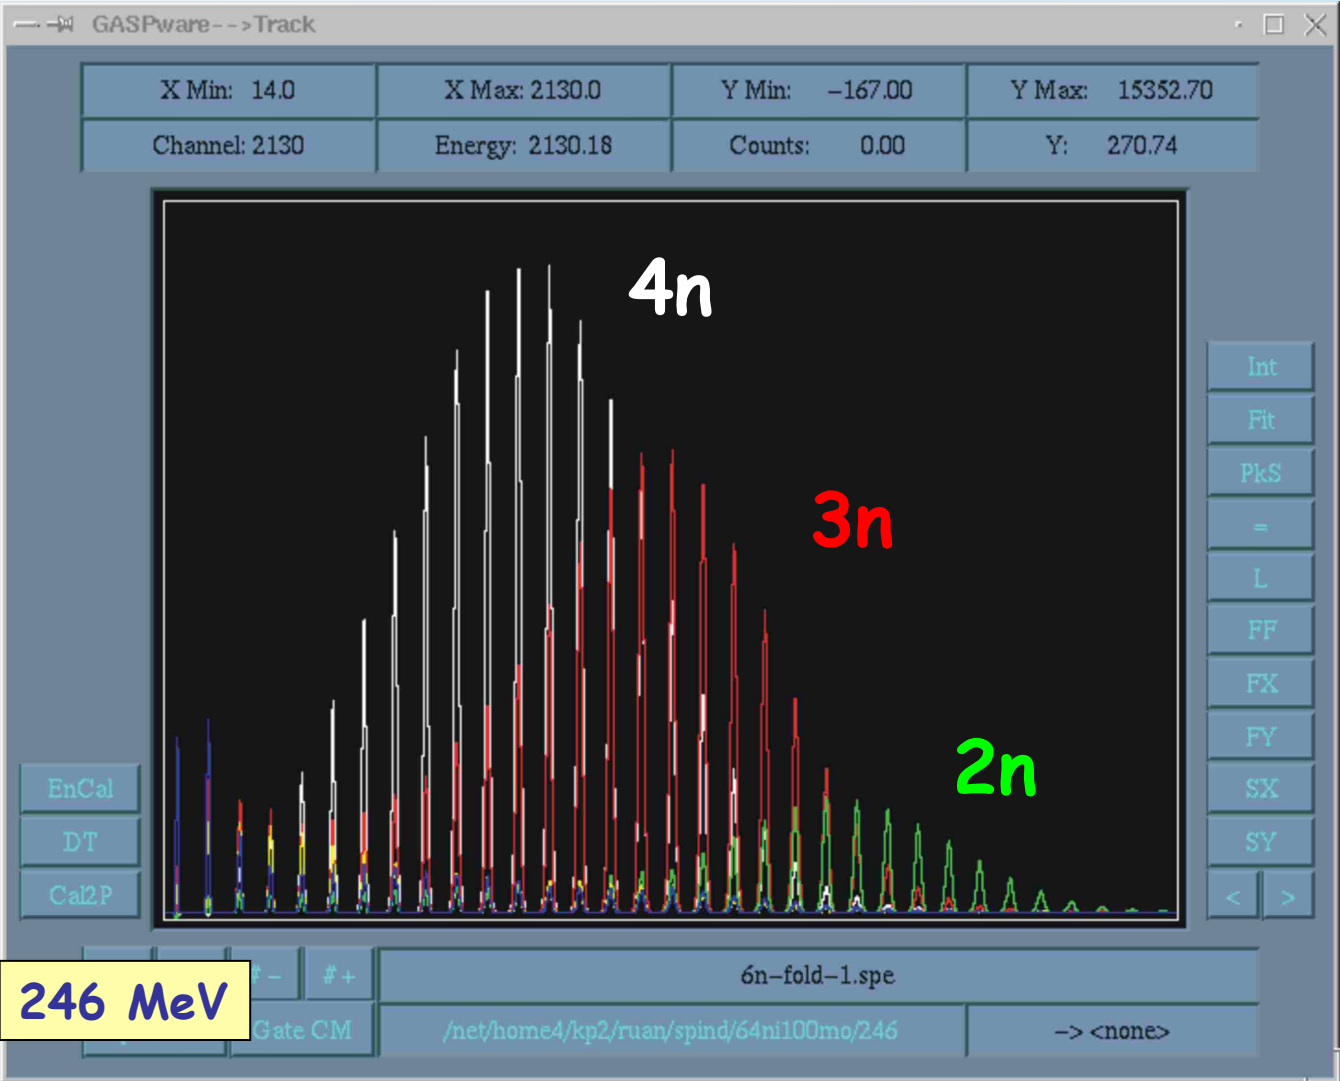 GASPware-->Track
X Min: 14.0 X Max: 2130.0 Y Min: -167.00 Y Max: 15352.70
Channel: 2130 Energy: 2130.18 Counts: 0.00 Y: 270.74
4n
3n
2n
Int
Fit
PkS
=
L
FF
FX
FY
SX
SY
< >
EnCal
DT
Cal2P
#- #+ 6n-fold-1.spe
246 MeV
Gate CM /net/home4/kp2/ruan/spind/64ni100mo/246 -> <none>